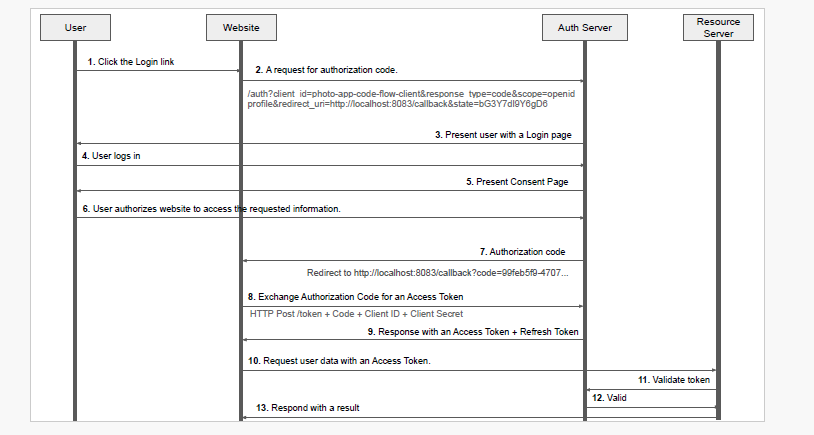 User
Website
Auth Server
Resource
Server
1. Click the Login link
2. A request for authorization code.
/auth?client_id=photo-app-code-flow-client&response_type=code&scope=openid
profile&redirect_uri=http://localhost:8083/callback&state=bG3Y7dI9Y6gD6
3. Present user with a Login page
4. User logs in
5. Present Consent Page
6. User authorizes website to access the requested information.
7. Authorization code
Redirect to http://localhost:8083/callback?code=99feb5f9-4707...
8. Exchange Authorization Code for an Access Token
HTTP Post /token + Code + Client ID + Client Secret
9. Response with an Access Token + Refresh Token
10. Request user data with an Access Token.
11. Validate token
12. Valid
13. Respond with a result